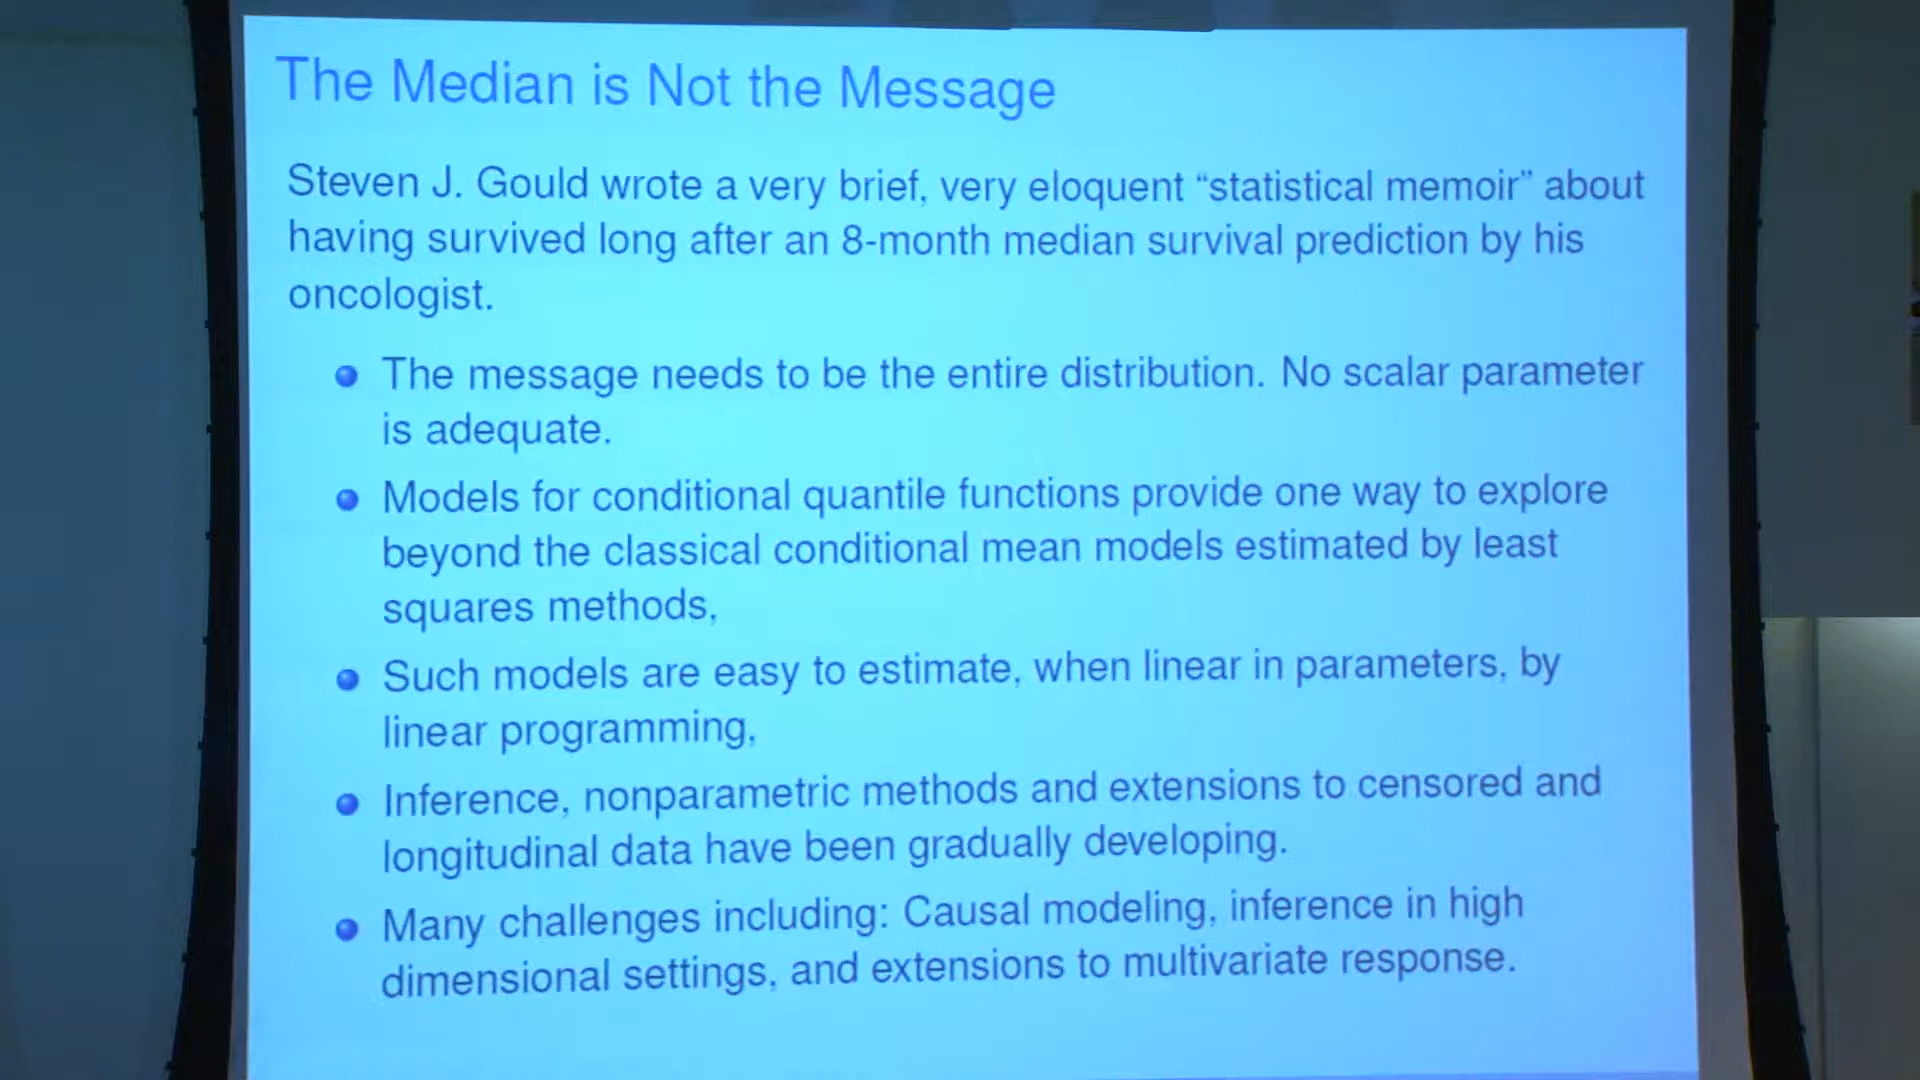 The Median is Not the Message
Steven J. Gould wrote a very brief, very eloquent “statistical memoir” about
having survived long after an 8-month median survival prediction by his
oncologist.
The message needs to be the entire distribution. No scalar parameter
is adequate.
Models for conditional quantile functions provide one way to explore
beyond the classical conditional mean models estimated by least
squares methods,
Such models are easy to estimate, when linear in parameters, by
linear programming,
Inference, nonparametric methods and extensions to censored and
longitudinal data have been gradually developing.
Many challenges including: Causal modeling, inference in high
dimensional settings, and extensions to multivariate response.